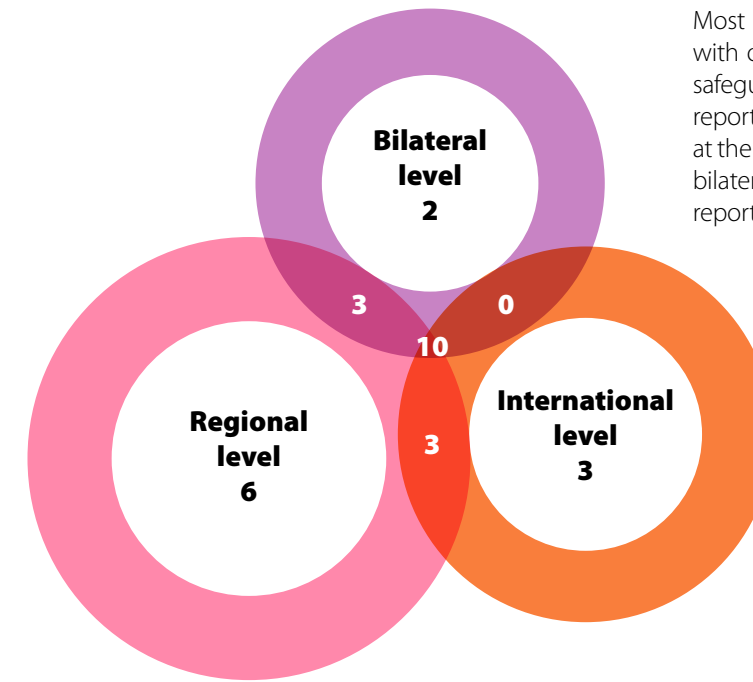 Most
with
safegu
report
at the
bilater
report
Bilateral
level
2
3
0
10
Regional
level
6
3
International
level
3